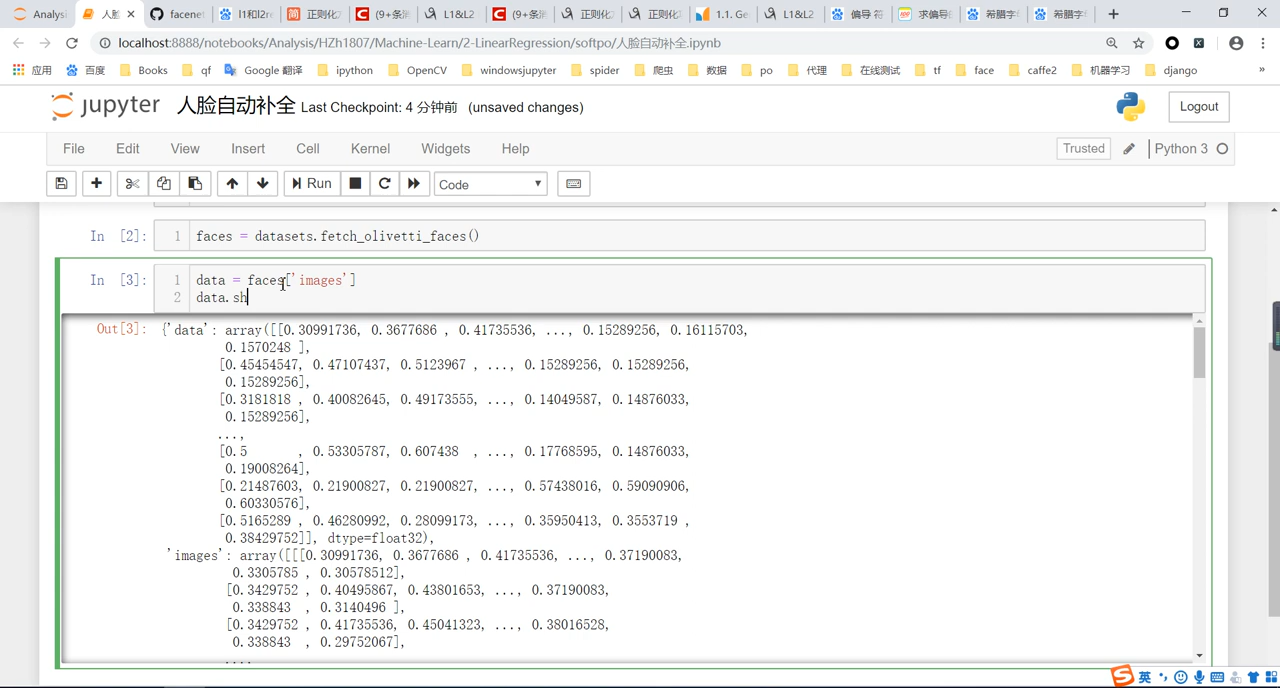 Analysi
人脸
facenet
l1和l2re
正则化方
(9+条消
L1&L2
(9+条消
正则化方
正则化方
1.1. Ge
L1&L2
偏导 符
求偏导
希腊字
希腊字
localhost:8888/notebooks/Analysis/HZh1807/Machine-Learn/2-LinearRegression/softpo/人脸自动补全.ipynb
应用 百度 Books qf Google 翻译 ipython OpenCV windowsjupyter spider 爬虫 数据 po 代理 在线测试 tf face caffe2 机器学习 django »
jupyter 人脸自动补全 Last Checkpoint: 4 分钟前 (unsaved changes) Logout
File Edit View Insert Cell Kernel Widgets Help Trusted Python 3
Run Code
In [2]: 1 faces = datasets.fetch_olivetti_faces()
In [3]: 1 data = faces['images']
2 data.sh
Out[3]: {'data': array([[0.30991736, 0.3677686 , 0.41735536, ..., 0.15289256, 0.16115703,
0.1570248 ],
[0.45454547, 0.47107437, 0.5123967 , ..., 0.15289256, 0.15289256,
0.15289256],
[0.3181818 , 0.40082645, 0.49173555, ..., 0.14049587, 0.14876033,
0.15289256],
...,
[0.5 , 0.53305787, 0.607438 , ..., 0.17768595, 0.14876033,
0.19008264],
[0.21487603, 0.21900827, 0.21900827, ..., 0.57438016, 0.59090906,
0.60330576],
[0.5165289 , 0.46280992, 0.28099173, ..., 0.35950413, 0.3553719 ,
0.38429752]], dtype=float32),
'images': array([[[0.30991736, 0.3677686 , 0.41735536, ..., 0.37190083,
0.3305785 , 0.30578512],
[0.3429752 , 0.40495867, 0.43801653, ..., 0.37190083,
0.338843 , 0.3140496 ],
[0.3429752 , 0.41735536, 0.45041323, ..., 0.38016528,
0.338843 , 0.29752067],
....
英